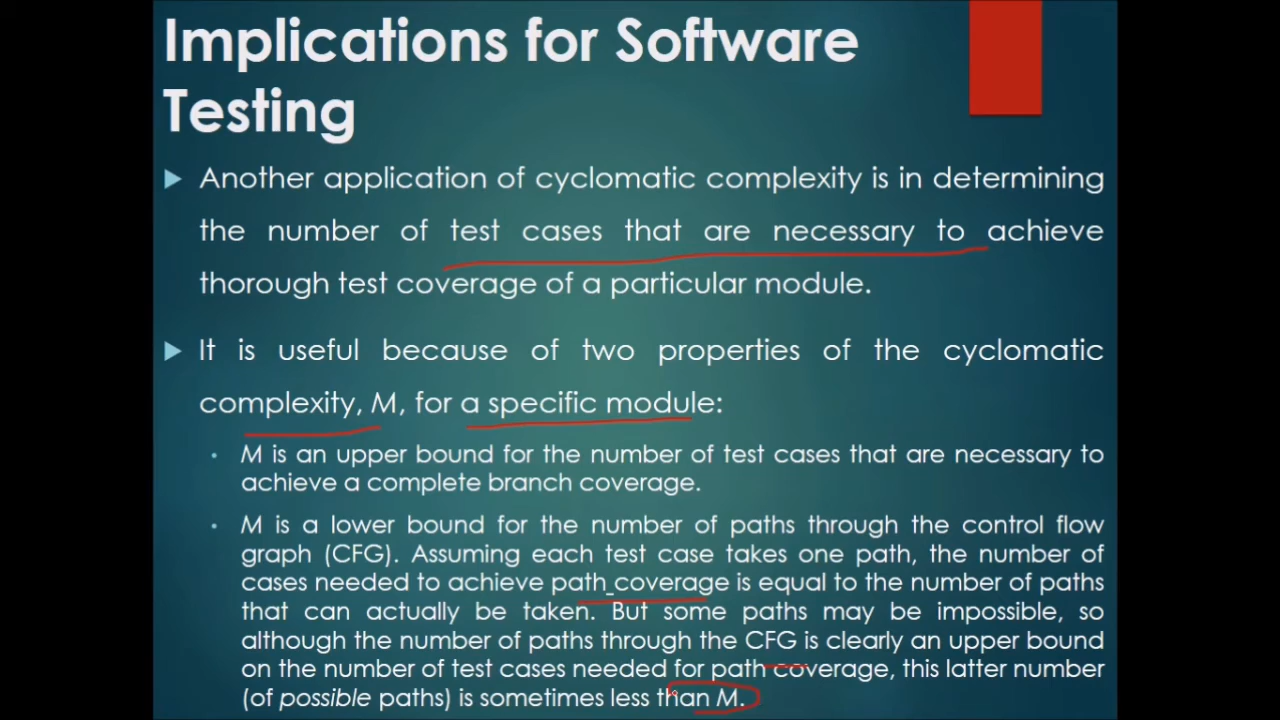 Implications for Software
Testing
Another application of cyclomatic complexity is in determining
the number of test cases that are necessary to achieve
thorough test coverage of a particular module.
It is useful because of two properties of the cyclomatic
complexity, M, for a specific module:
M is an upper bound for the number of test cases that are necessary to
achieve a complete branch coverage.
M is a lower bound for the number of paths through the control flow
graph (CFG). Assuming each test case takes one path, the number of
cases needed to achieve path coverage is equal to the number of paths
that can actually be taken. But some paths may be impossible, so
although the number of paths through the CFG is clearly an upper bound
on the number of test cases needed for path coverage, this latter number
(of possible paths) is sometimes less than M.